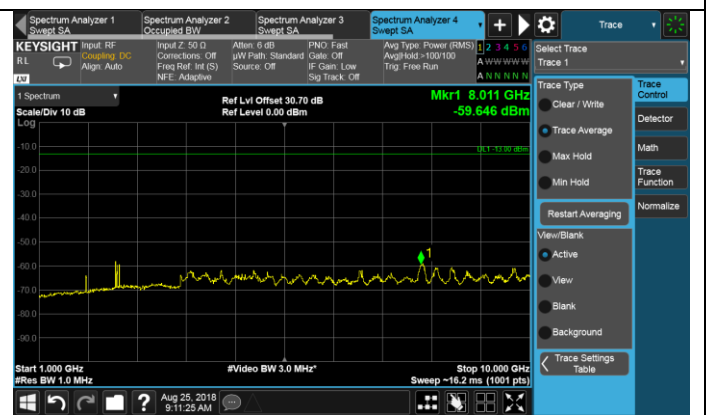 Spectrum Analyzer 1
Swept SA
Spectrum Analyzer 2
Occupied BW
Spectrum Analyzer 3
Swept SA
Spectrum Analyzer 4
Swept SA
Trace
KEYSIGHT
R L
LXI
Input: RF
Coupling: DC
Align: Auto
Input Z: 50 Ω
Corrections: Off
Freq Ref: Int (S)
NFE: Adaptive
Atten: 6 dB
µW Path: Standard
Source: Off
PNO: Fast
Gate: Off
IF Gain: Low
Sig Track: Off
Avg Type: Power (RMS)
Avg|Hold:>100/100
Trig: Free Run
1 2 3 4 5 6
A W W W W W
A N N N N N
Select Trace
Trace 1
1 Spectrum
Scale/Div 10 dB
Log
Ref Lvl Offset 30.70 dB
Ref Level 0.00 dBm
Mkr1 8.011 GHz
-59.646 dBm
DL1 -13.00 dBm
-10.0
-20.0
-30.0
-40.0
-50.0
-60.0
-70.0
-80.0
-90.0
1
Start 1.000 GHz
#Res BW 1.0 MHz
#Video BW 3.0 MHz*
Stop 10.000 GHz
Sweep ~16.2 ms (1001 pts)
Trace Type
Clear / Write
Trace Average
Max Hold
Min Hold
Restart Averaging
View/Blank
Active
View
Blank
Background
Trace Settings
Table
Trace
Control
Detector
Math
Trace
Function
Normalize
?
Aug 25, 2018
9:11:25 AM